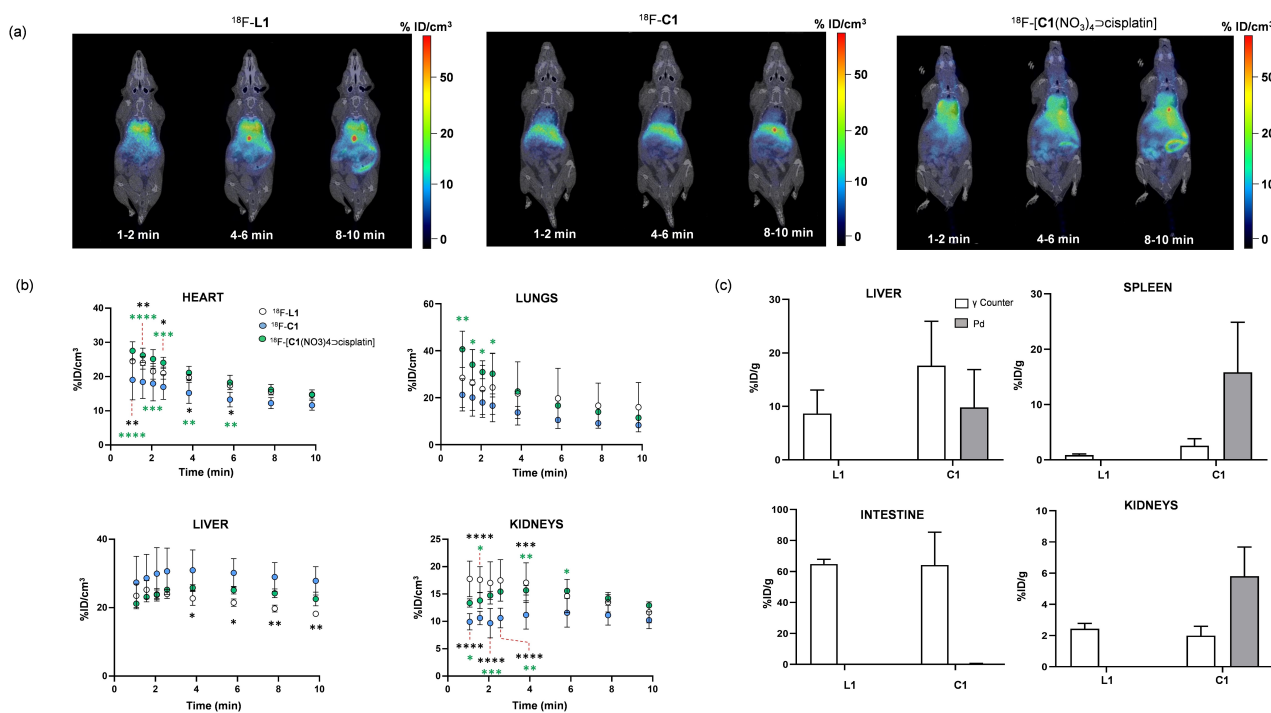 (a)
¹⁸F-L1
% ID/cm³
50
20
10
0
1-2 min
4-6 min
8-10 min
¹⁸F-C1
% ID/cm³
50
20
10
0
1-2 min
4-6 min
8-10 min
¹⁸F-[C1(NO₃)₄⊃cisplatin]
% ID/cm³
50
20
10
0
1-2 min
4-6 min
8-10 min
(b)
HEART
%ID/cm³
40
30
20
10
0
** **** * ***
¹⁸F-L1
¹⁸F-C1
¹⁸F-[C1(NO3)4⊃cisplatin]
** **** *** * ** * **
0 2 4 6 8 10
Time (min)
LUNGS
%ID/cm³
60
40
20
0
** * * *
0 2 4 6 8 10
Time (min)
LIVER
%ID/cm³
40
20
0
* * ** **
0 2 4 6 8 10
Time (min)
KIDNEYS
%ID/cm³
25
20
15
10
5
0
**** * *** ** *
**** * **** *** **** **
0 2 4 6 8 10
Time (min)
(c)
LIVER
%ID/g
30
20
10
0
γ Counter
Pd
L1 C1
SPLEEN
%ID/g
30
20
10
0
L1 C1
INTESTINE
%ID/g
100
80
60
40
20
0
L1 C1
KIDNEYS
%ID/g
10
8
6
4
2
0
L1 C1